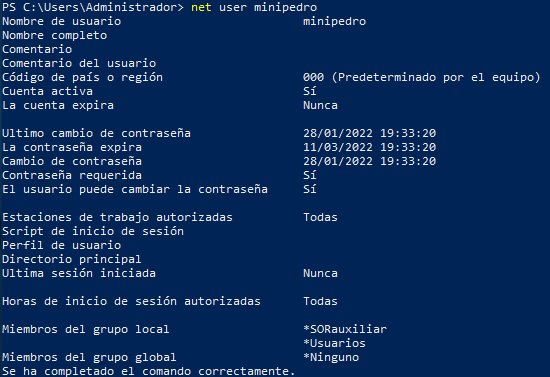 PS C:\Users\Administrador> net user minipedro
Nombre de usuario minipedro
Nombre completo
Comentario
Comentario del usuario
Código de país o región 000 (Predeterminado por el equipo)
Cuenta activa Sí
La cuenta expira Nunca
Ultimo cambio de contraseña 28/01/2022 19:33:20
La contraseña expira 11/03/2022 19:33:20
Cambio de contraseña 28/01/2022 19:33:20
Contraseña requerida Sí
El usuario puede cambiar la contraseña Sí
Estaciones de trabajo autorizadas Todas
Script de inicio de sesión
Perfil de usuario
Directorio principal
Ultima sesión iniciada Nunca
Horas de inicio de sesión autorizadas Todas
Miembros del grupo local *SORauxiliar
*Usuarios
Miembros del grupo global *Ninguno
Se ha completado el comando correctamente.